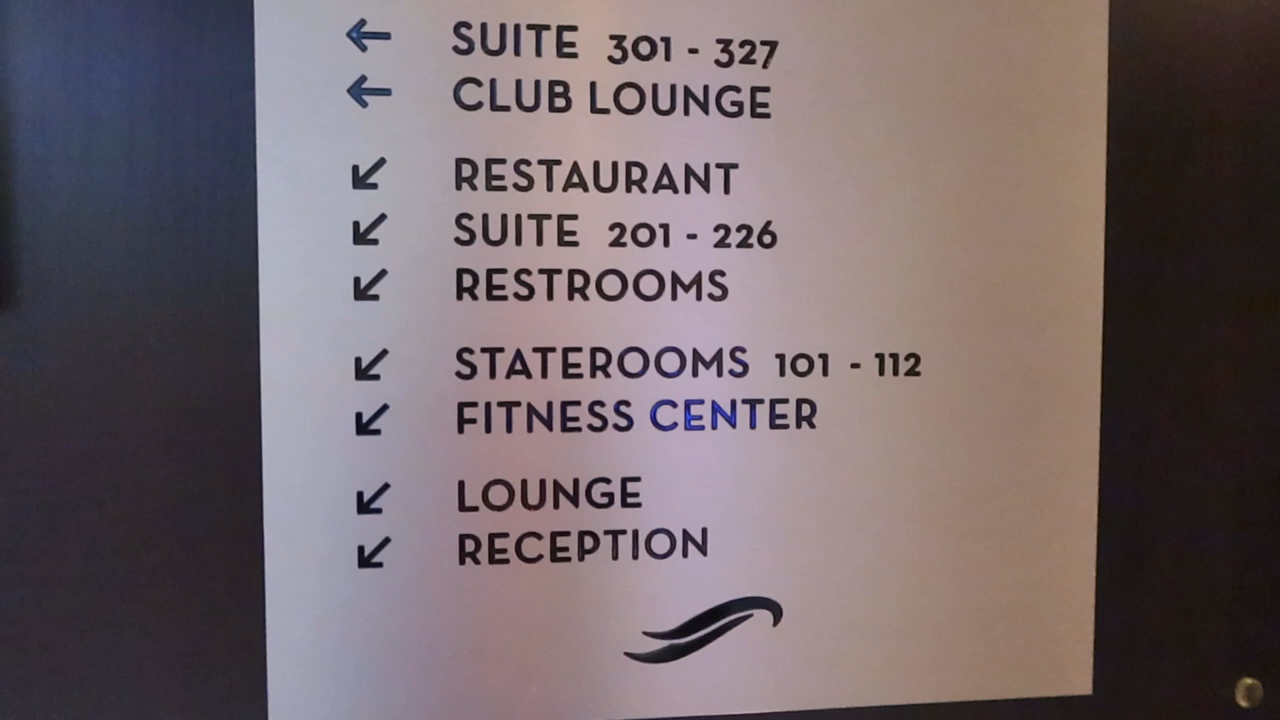 ← SUITE 301 - 327
← CLUB LOUNGE
↙ RESTAURANT
↙ SUITE 201 - 226
↙ RESTROOMS
↙ STATEROOMS 101 - 112
↙ FITNESS CENTER
↙ LOUNGE
↙ RECEPTION